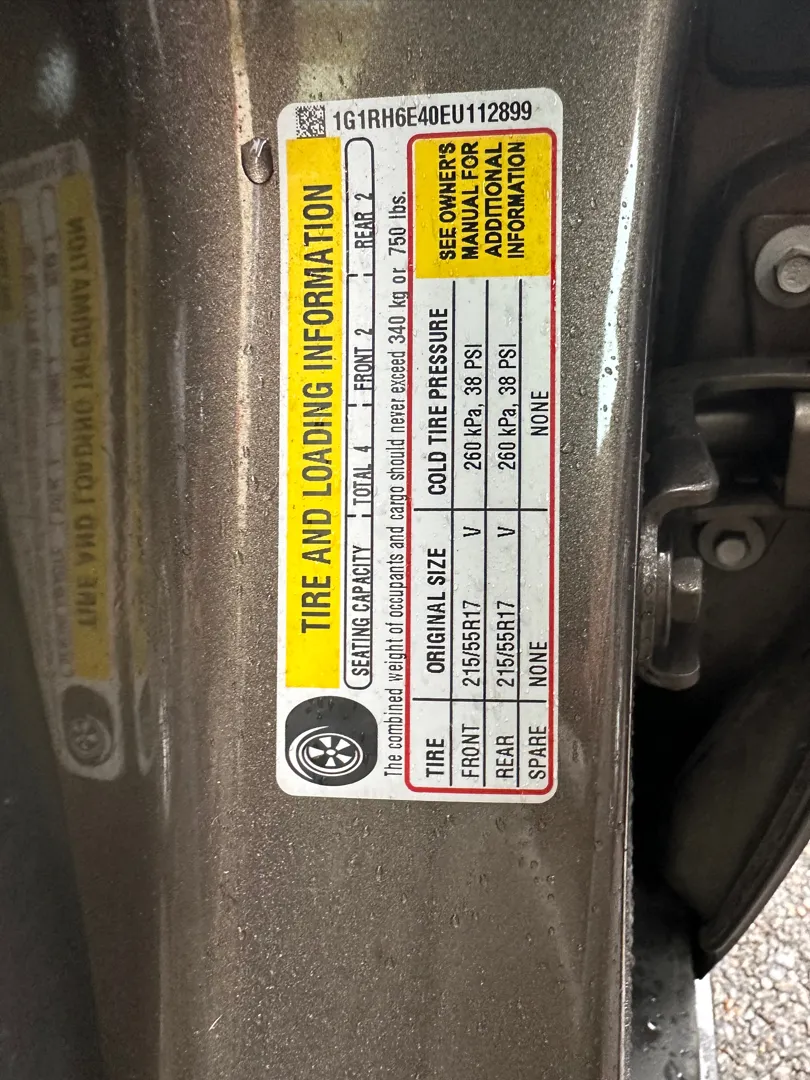 1G1RH6E40EU112899
TIRE AND LOADING INFORMATION
SEATING CAPACITY TOTAL 4 FRONT 2 REAR 2
The combined weight of occupants and cargo should never exceed 340 kg or 750 lbs.
TIRE ORIGINAL SIZE COLD TIRE PRESSURE
FRONT 215/55R17 V 260 kPa, 38 PSI
REAR 215/55R17 V 260 kPa, 38 PSI
SPARE NONE NONE
SEE OWNER'S
MANUAL FOR
ADDITIONAL
INFORMATION